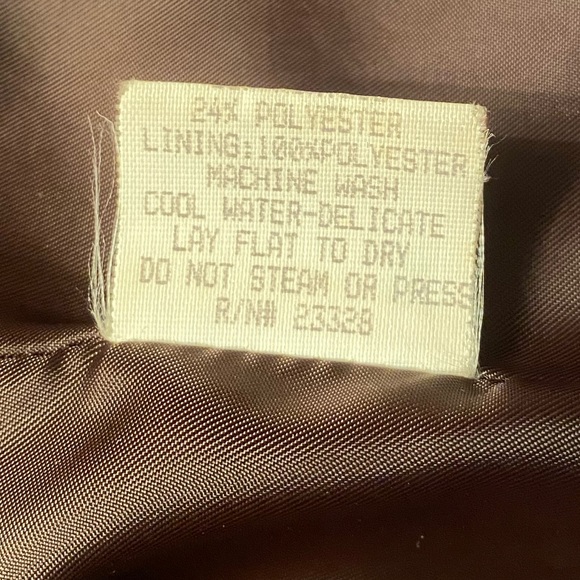 24% POLYESTER
LINING:100%POLYESTER
MACHINE WASH
COOL WATER-DELICATE
LAY FLAT TO DRY
DO NOT STEAM OR PRESS
R/N# 23328